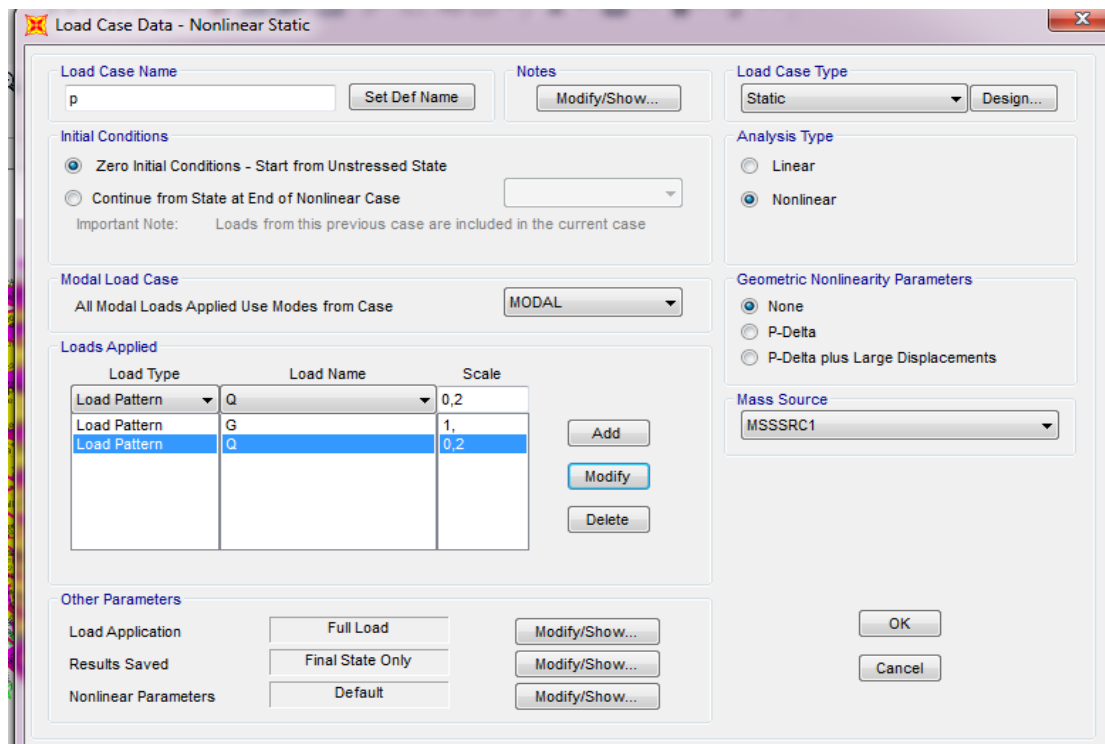 Load Case Data - Nonlinear Static
Load Case Name
p
Set Def Name
Notes
Modify/Show...
Load Case Type
Static
Design...
Initial Conditions
Zero Initial Conditions - Start from Unstressed State
Continue from State at End of Nonlinear Case
Important Note: Loads from this previous case are included in the current case
Analysis Type
Linear
Nonlinear
Modal Load Case
All Modal Loads Applied Use Modes from Case
MODAL
Geometric Nonlinearity Parameters
None
P-Delta
P-Delta plus Large Displacements
Loads Applied
Load Type Load Name Scale
Load Pattern Q 0,2
Load Pattern G 1,
Load Pattern Q 0,2
Add
Modify
Delete
Mass Source
MSSSRC1
Other Parameters
Load Application Full Load Modify/Show...
Results Saved Final State Only Modify/Show...
Nonlinear Parameters Default Modify/Show...
OK
Cancel